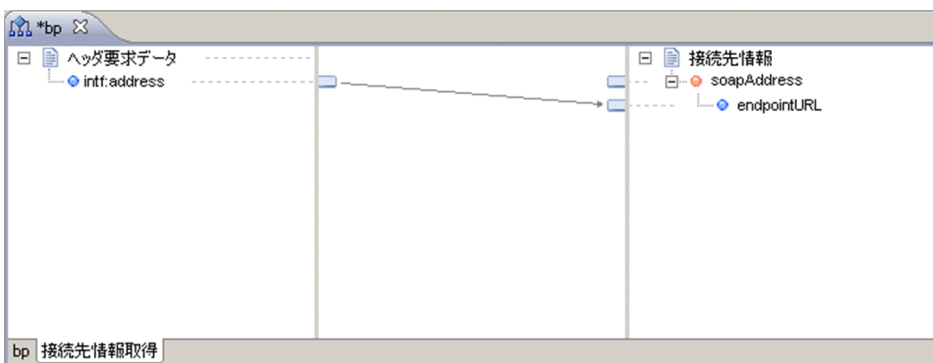 *bp
ヘッダ要求データ
intf:address
接続先情報
soapAddress
endpointURL
bp 接続先情報取得